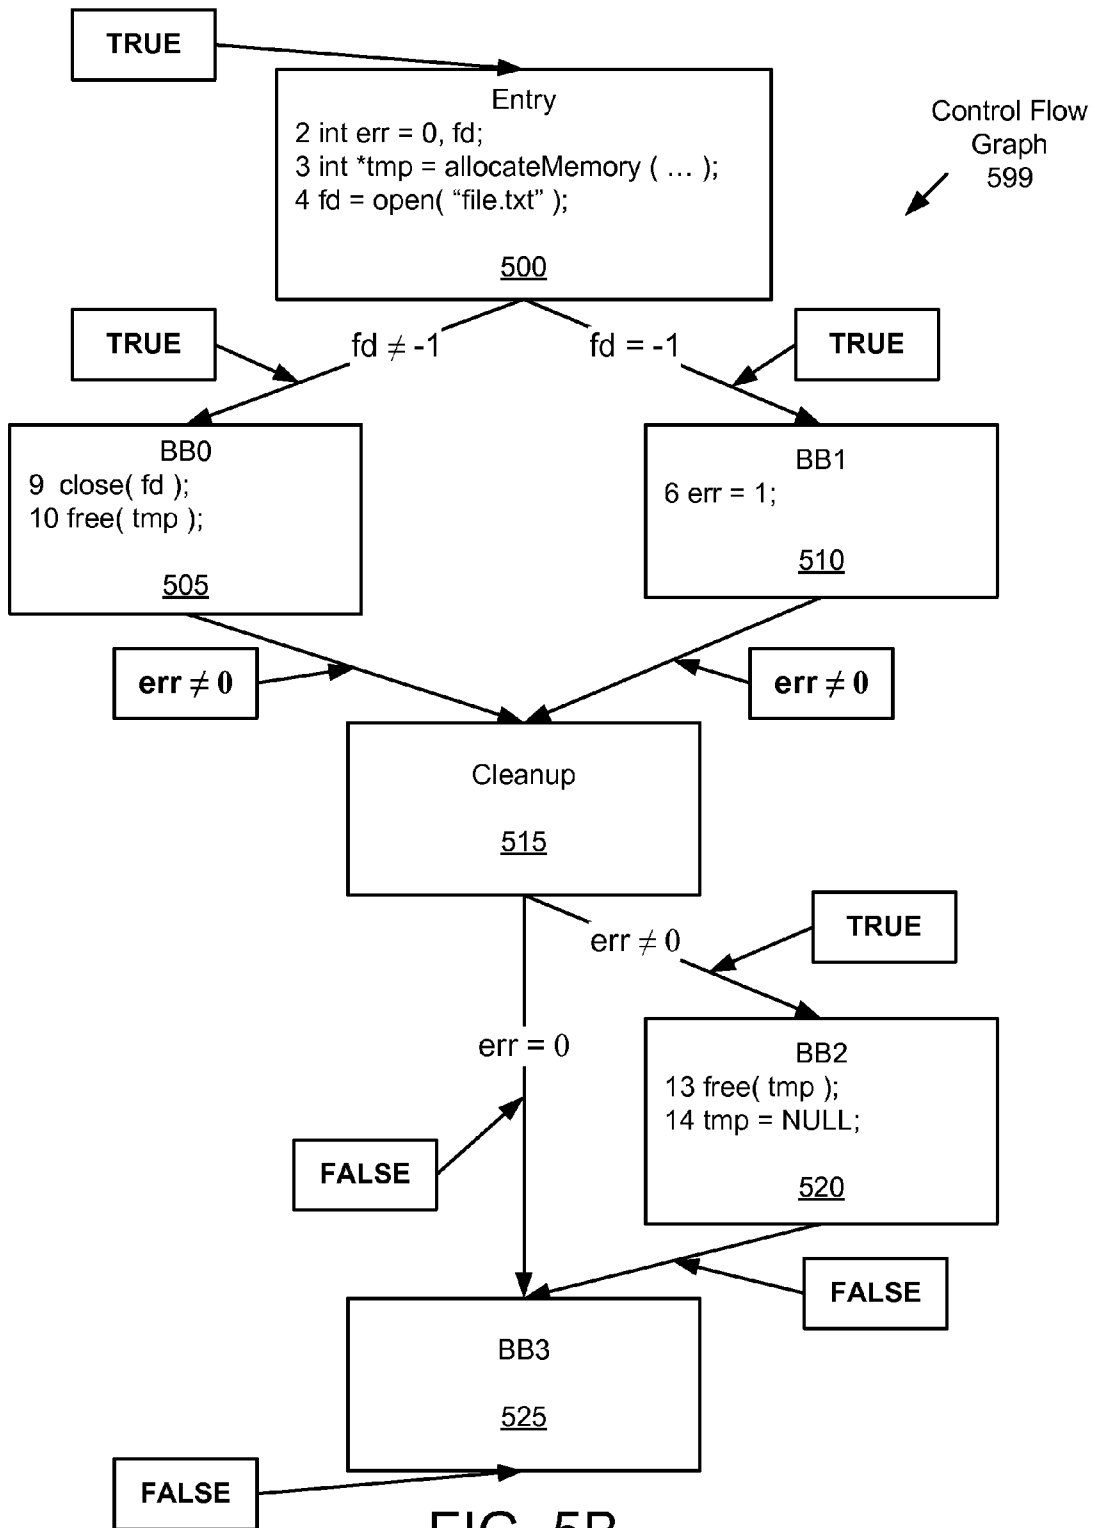 TRUE
Entry
2 int err = 0, fd;
3 int *tmp = allocateMemory ( … );
4 fd = open( “file.txt” );
500
Control Flow
Graph
599
TRUE
fd ≠ -1
fd = -1
TRUE
BB0
9 close( fd );
10 free( tmp );
505
BB1
6 err = 1;
510
err ≠ 0
err ≠ 0
Cleanup
515
err ≠ 0
TRUE
err = 0
BB2
13 free( tmp );
14 tmp = NULL;
520
FALSE
FALSE
BB3
525
FALSE
FIG. 5B